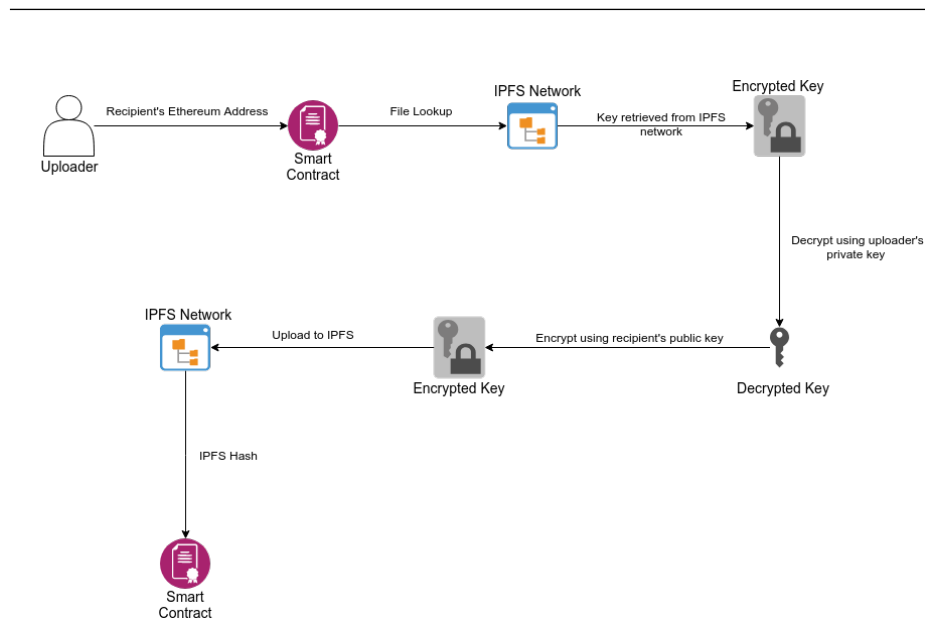 Recipient's Ethereum Address
Uploader
Smart
Contract
File Lookup
IPFS Network
Key retrieved from IPFS
network
Encrypted Key
Decrypt using uploader's
private key
Decrypted Key
Encrypt using recipient's public key
Encrypted Key
Upload to IPFS
IPFS Network
IPFS Hash
Smart
Contract